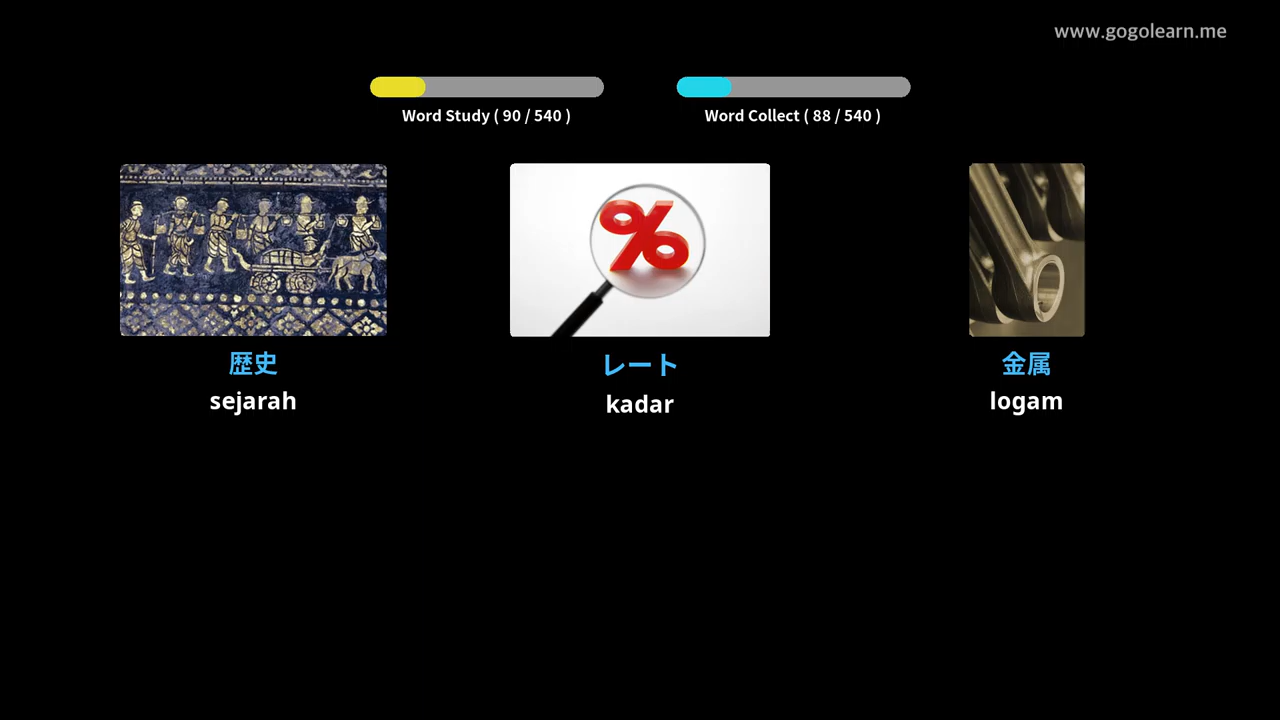 www.gogolearn.me
Word Study ( 90 / 540 )
Word Collect ( 88 / 540 )
%
歴史
sejarah
レート
kadar
金属
logam